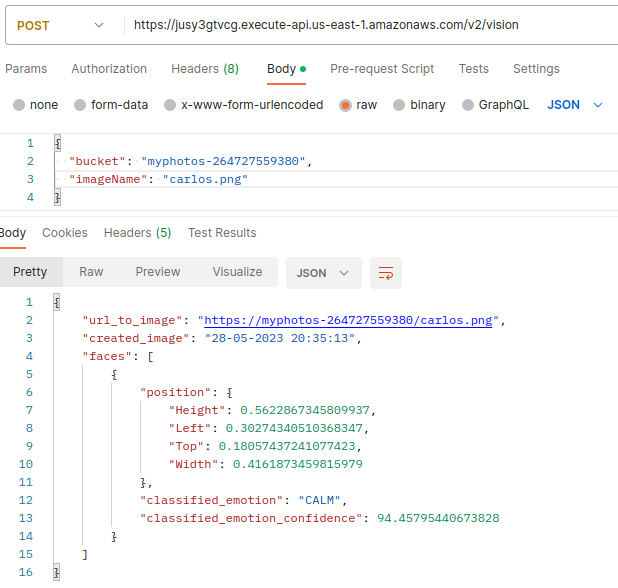 POST https://jusy3gtvcg.execute-api.us-east-1.amazonaws.com/v2/vision
Params Authorization Headers (8) Body Pre-request Script Tests Settings
none form-data x-www-form-urlencoded raw binary GraphQL JSON
1 {
2 "bucket": "myphotos-264727559380",
3 "imageName": "carlos.png"
4 }
Body Cookies Headers (5) Test Results
Pretty Raw Preview Visualize JSON
1 {
2 "url_to_image": "https://myphotos-264727559380/carlos.png",
3 "created_image": "28-05-2023 20:35:13",
4 "faces": [
5 {
6 "position": {
7 "Height": 0.5622867345809937,
8 "Left": 0.30274340510368347,
9 "Top": 0.18057437241077423,
10 "Width": 0.4161873459815979
11 },
12 "classified_emotion": "CALM",
13 "classified_emotion_confidence": 94.45795440673828
14 }
15 ]
16 }